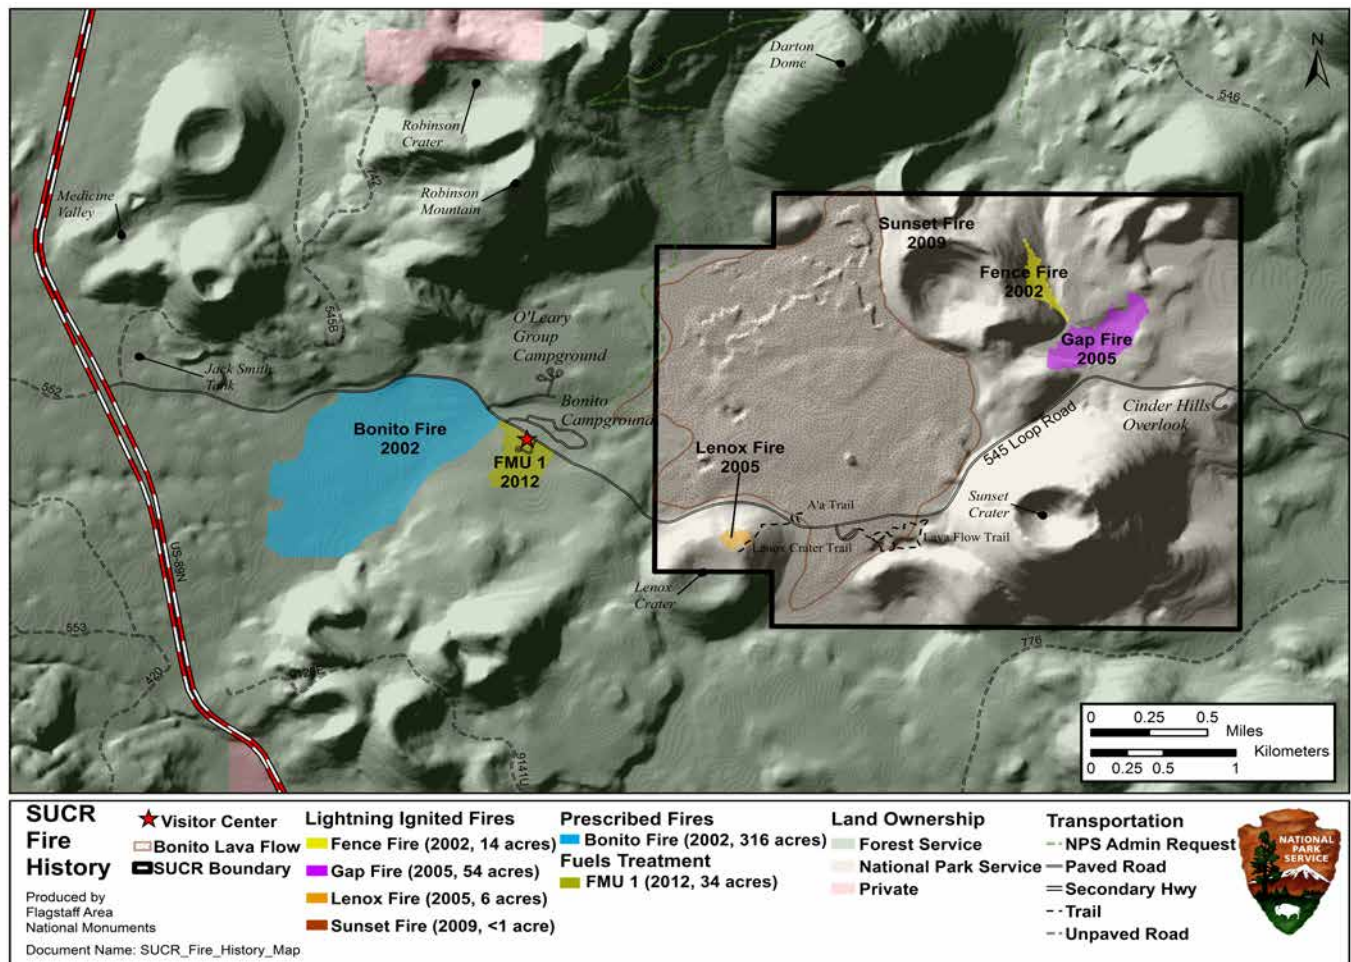 N
Darton
Dome
546
Robinson
Crater
742
Robinson
Mountain
Medicine
Valley
Sunset Fire
2009
Fence Fire
2002
O'Leary
Group
Campground
545B
Gap Fire
2005
Jack Smith
Tank
552
Bonito
Campground
Cinder Hills
Overlook
Bonito Fire
2002
545 Loop Road
Lenox Fire
2005
FMU 1
2012
Sunset
Crater
A'a Trail
Lava Flow Trail
Lenox Crater Trail
US-89N
Lenox
Crater
553
776
420
9126E
9141U
0 0.25 0.5
Miles
Kilometers
0 0.25 0.5 1
SUCR
Fire
History
Produced by
Flagstaff Area
National Monuments
Document Name: SUCR_Fire_History_Map
Visitor Center
Bonito Lava Flow
SUCR Boundary
Lightning Ignited Fires
Fence Fire (2002, 14 acres)
Gap Fire (2005, 54 acres)
Lenox Fire (2005, 6 acres)
Sunset Fire (2009, <1 acre)
Prescribed Fires
Bonito Fire (2002, 316 acres)
Fuels Treatment
FMU 1 (2012, 34 acres)
Land Ownership
Forest Service
National Park Service
Private
Transportation
NPS Admin Request
Paved Road
Secondary Hwy
Trail
Unpaved Road
NATIONAL
PARK
SERVICE